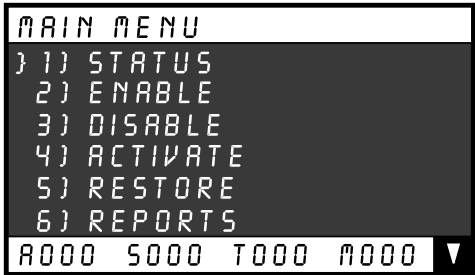 MAIN MENU
} 1) STATUS
2) ENABLE
3) DISABLE
4) ACTIVATE
5) RESTORE
6) REPORTS
A000 S000 T000 M000